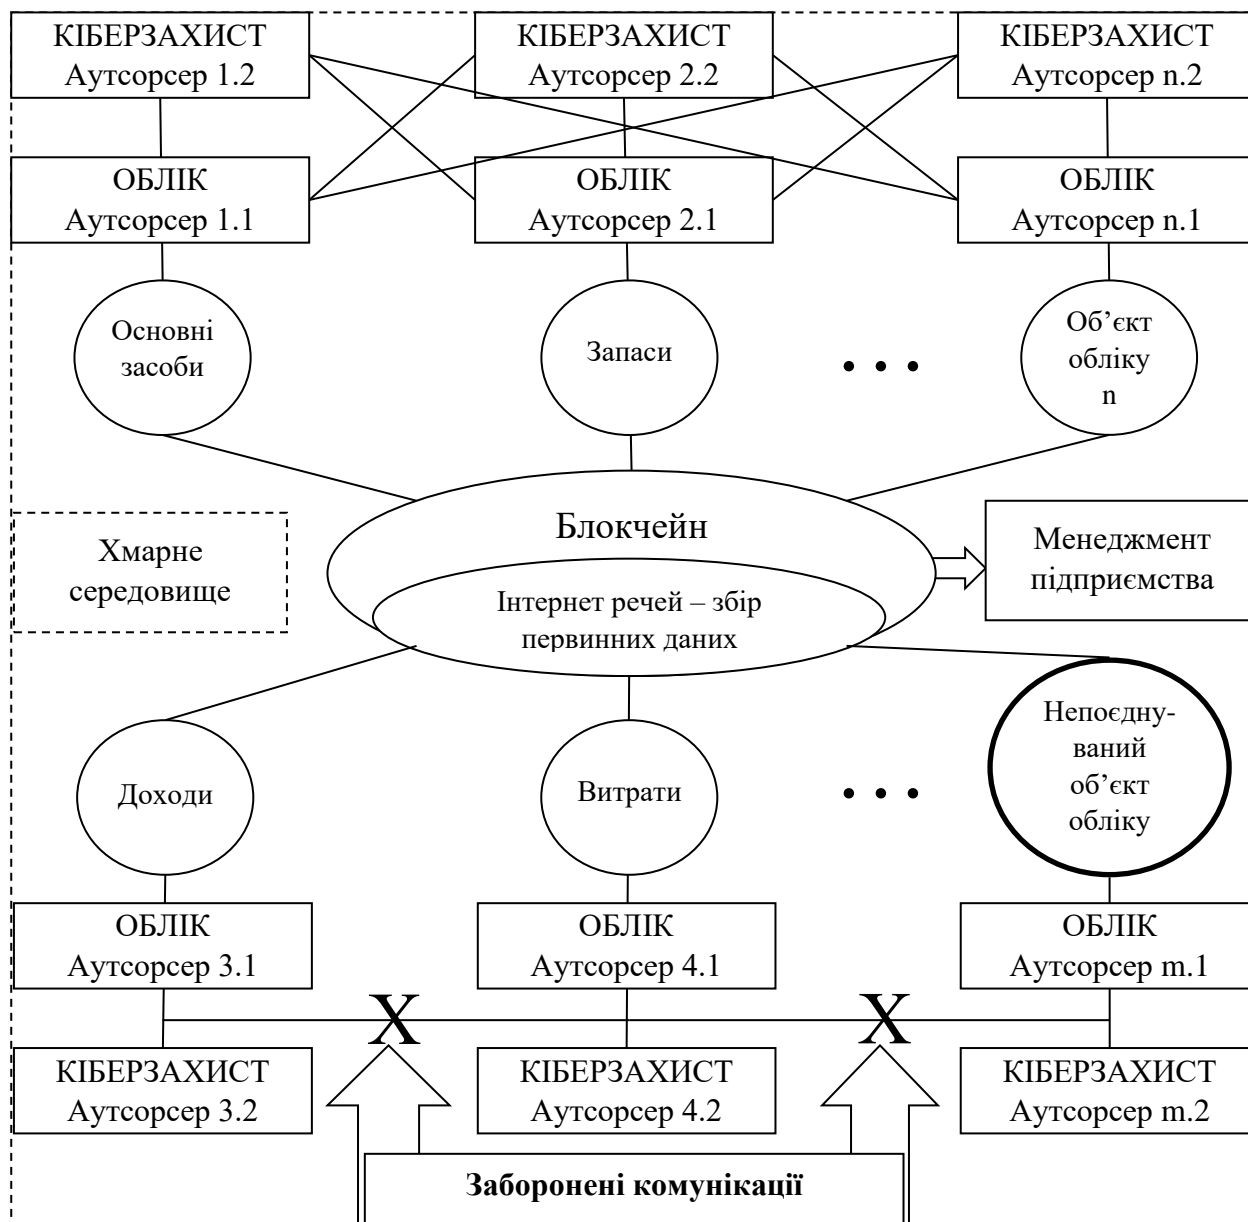 КІБЕРЗАХИСТ
Аутсорсер 1.2
КІБЕРЗАХИСТ
Аутсорсер 2.2
КІБЕРЗАХИСТ
Аутсорсер n.2
ОБЛІК
Аутсорсер 1.1
ОБЛІК
Аутсорсер 2.1
ОБЛІК
Аутсорсер n.1
Основні
засоби
Запаси
• • •
Об’єкт
обліку
n
Блокчейн
Хмарне
середовище
Менеджмент
підприємства
Інтернет речей – збір
первинних даних
Доходи
Витрати
• • •
Непоєдну-
ваний
об’єкт
обліку
ОБЛІК
Аутсорсер 3.1
ОБЛІК
Аутсорсер 4.1
ОБЛІК
Аутсорсер m.1
X
X
КІБЕРЗАХИСТ
Аутсорсер 3.2
КІБЕРЗАХИСТ
Аутсорсер 4.2
КІБЕРЗАХИСТ
Аутсорсер m.2
Заборонені комунікації